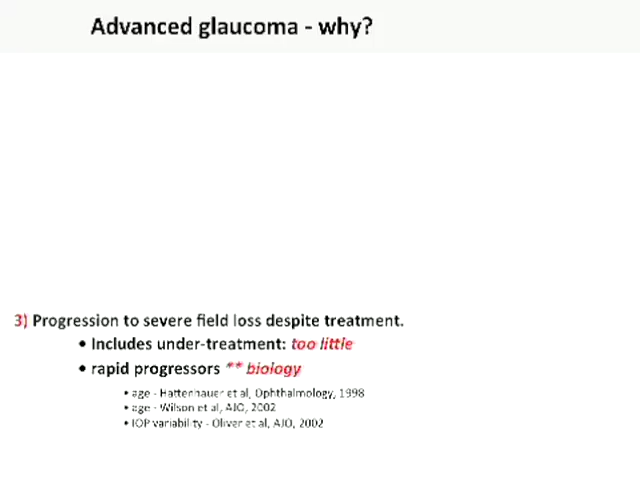 Advanced glaucoma - why?
3) Progression to severe field loss despite treatment.
• Includes under-treatment: too little
• rapid progressors ** biology
• age - Hattenhauer et al, Ophthalmology, 1998
• age - Wilson et al, AJO, 2002
• IOP variability - Oliver et al, AJO, 2002